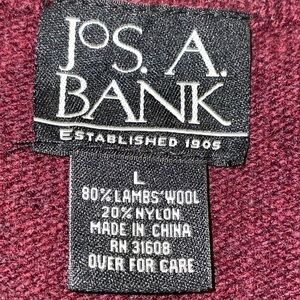 JOS. A.
BANK
ESTABLISHED 1905
L
80% LAMBS' WOOL
20% NYLON
MADE IN CHINA
RN 31608
OVER FOR CARE